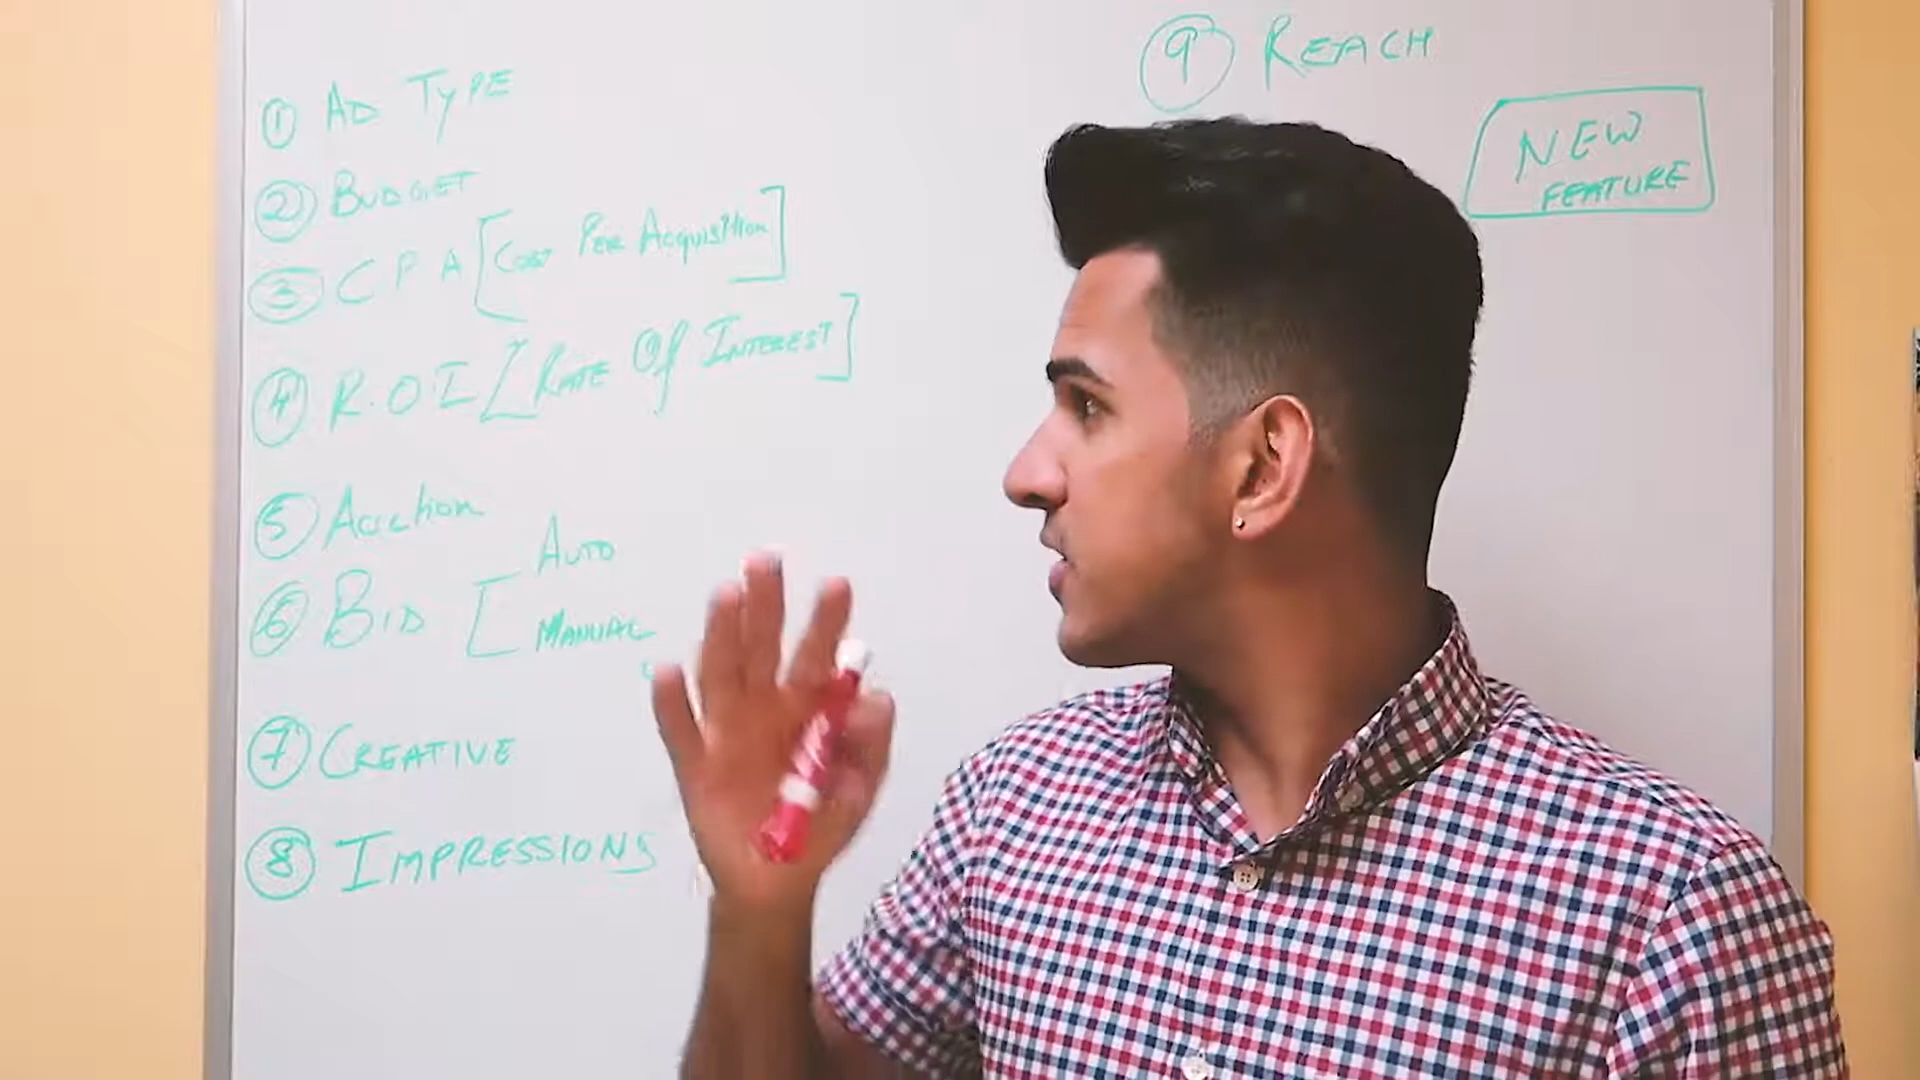 ① AD TYPE
② BUDGET
③ CPA [COST PER ACQUISITION]
④ R.O.I [RATE Of INTEREST]
⑤ Auction
⑥ BID [ AUTO
MANUAL
⑦ CREATIVE
⑧ IMPRESSIONS
⑨ REACH
NEW
FEATURE